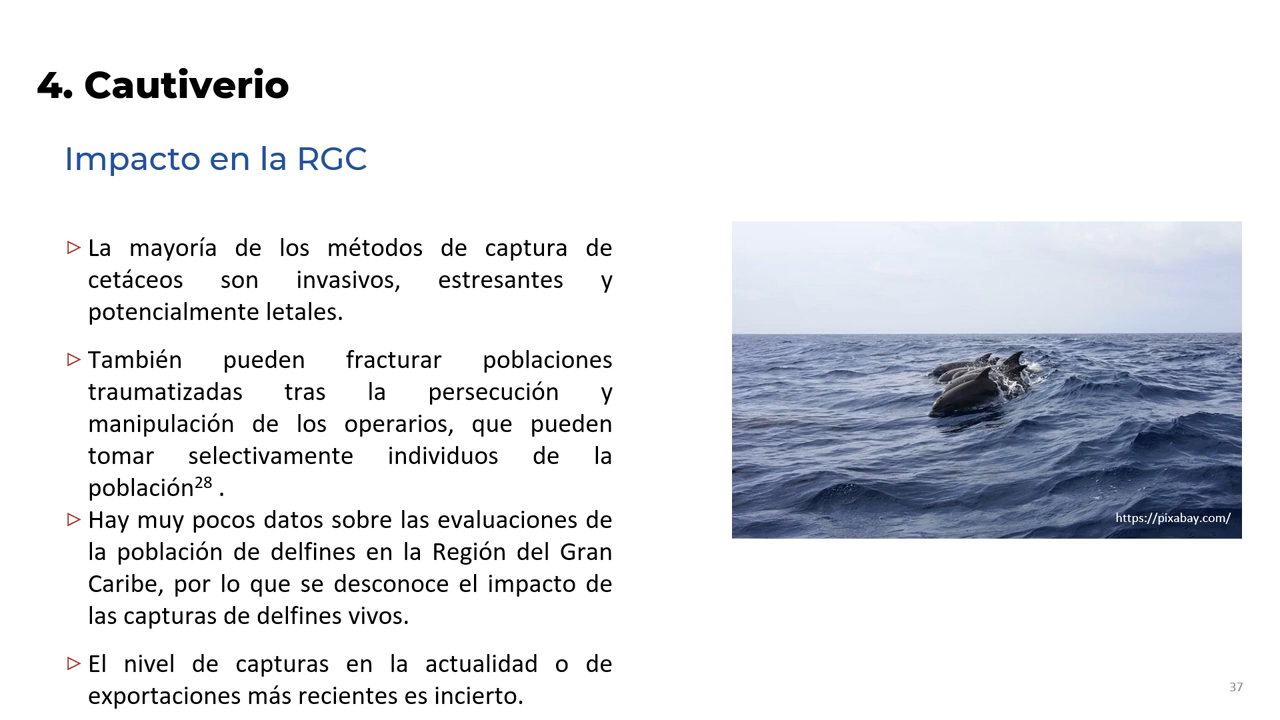 4. Cautiverio
Impacto en la RGC
▷ La mayoría de los métodos de captura de
cetáceos son invasivos, estresantes y
potencialmente letales.
▷ También pueden fracturar poblaciones
traumatizadas tras la persecución y
manipulación de los operarios, que pueden
tomar selectivamente individuos de la
población²⁸ .
▷ Hay muy pocos datos sobre las evaluaciones de
la población de delfines en la Región del Gran
Caribe, por lo que se desconoce el impacto de
las capturas de delfines vivos.
▷ El nivel de capturas en la actualidad o de
exportaciones más recientes es incierto.
https://pixabay.com/
37